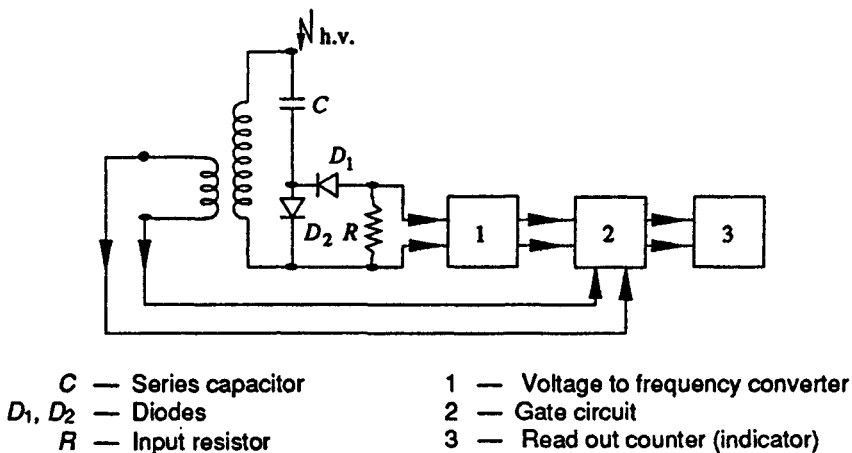 h.v.
C
D₁
D₂ R
1
2
3
C — Series capacitor
D₁, D₂ — Diodes
R — Input resistor
1 — Voltage to frequency converter
2 — Gate circuit
3 — Read out counter (indicator)